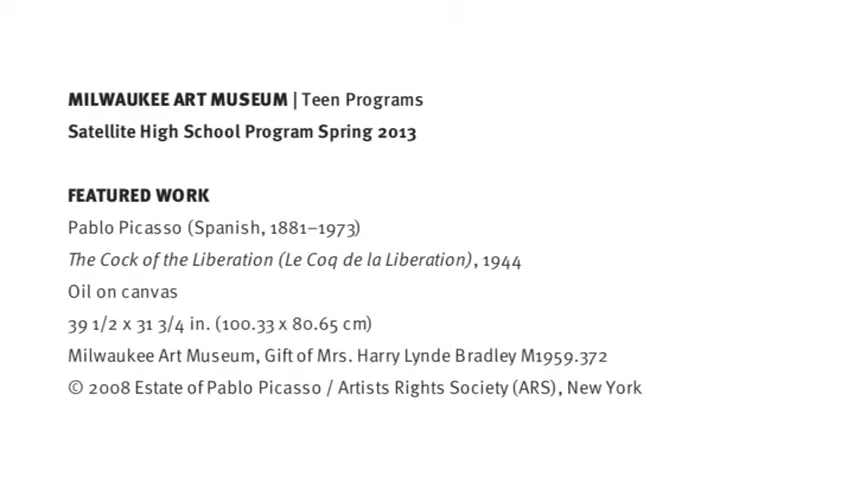 MILWAUKEE ART MUSEUM | Teen Programs
Satellite High School Program Spring 2013
FEATURED WORK
Pablo Picasso (Spanish, 1881–1973)
The Cock of the Liberation (Le Coq de la Liberation), 1944
Oil on canvas
39 1/2 x 31 3/4 in. (100.33 x 80.65 cm)
Milwaukee Art Museum, Gift of Mrs. Harry Lynde Bradley M1959.372
© 2008 Estate of Pablo Picasso / Artists Rights Society (ARS), New York